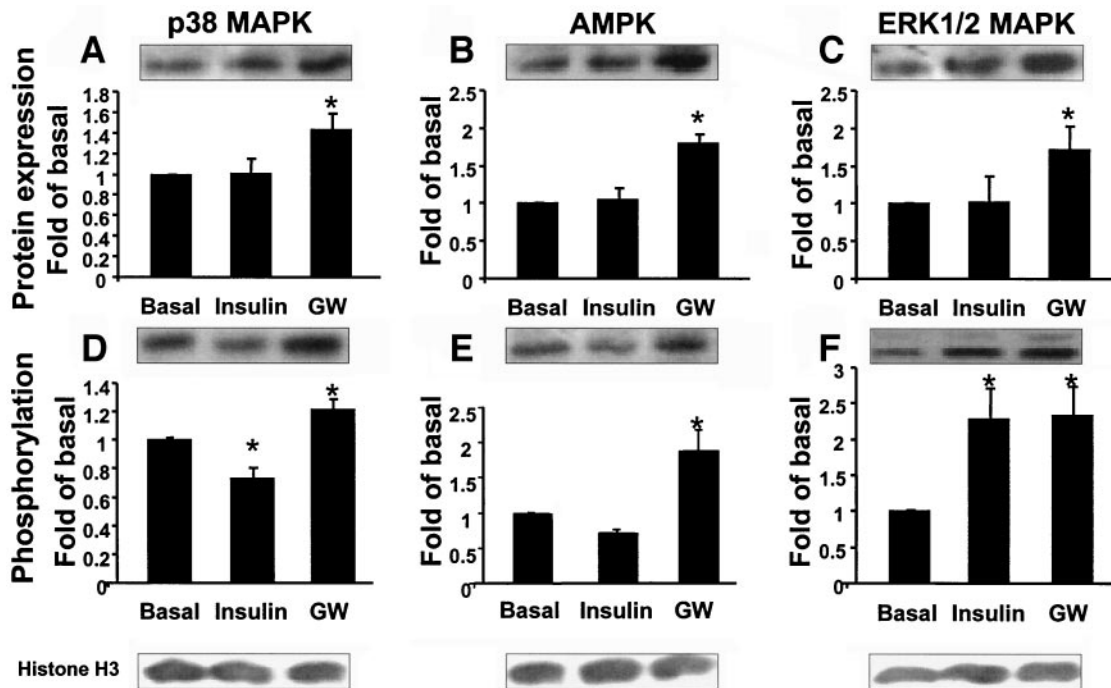 p38 MAPK AMPK ERK1/2 MAPK
A B C
Protein expression
Fold of basal
1.8
1.6
1.4
1.2
1
0.8
0.6
0.4
0.2
0
*
Basal Insulin GW
Fold of basal
2.5
2
1.5
1
0.5
0
*
Basal Insulin GW
Fold of basal
2.5
2
1.5
1
0.5
0
*
Basal Insulin GW
D E F
Phosphorylation
Fold of basal
1.4
1.2
1
0.8
0.6
0.4
0.2
0
* *
Basal Insulin GW
Fold of basal
2.5
2
1.5
1
0.5
0
*
Basal Insulin GW
Fold of basal
3
2.5
2
1.5
1
0.5
0
* *
Basal Insulin GW
Histone H3